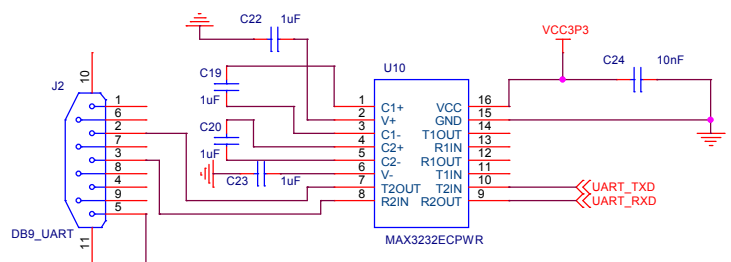 C22 1uF
VCC3P3
J2
10
C19
1uF
U10
C24 10nF
1
6
2
7
3
8
4
9
5
11
DB9_UART
C20
1uF
C23 1uF
1 C1+ VCC 16
2 V+ GND 15
3 C1- T1OUT 14
4 C2+ R1IN 13
5 C2- R1OUT 12
6 V- T1IN 11
7 T2OUT T2IN 10
8 R2IN R2OUT 9
UART_TXD
UART_RXD
MAX3232ECPWR